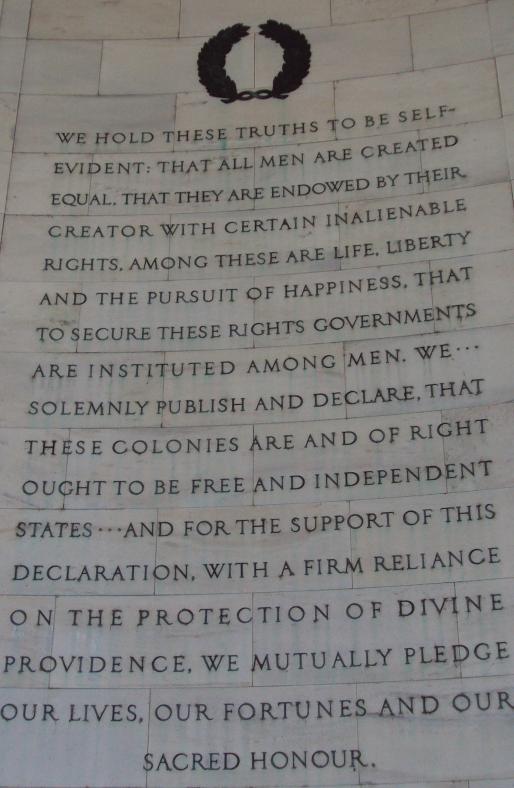 WE HOLD THESE TRUTHS TO BE SELF-
EVIDENT: THAT ALL MEN ARE CREATED
EQUAL, THAT THEY ARE ENDOWED BY THEIR
CREATOR WITH CERTAIN INALIENABLE
RIGHTS, AMONG THESE ARE LIFE, LIBERTY
AND THE PURSUIT OF HAPPINESS, THAT
TO SECURE THESE RIGHTS GOVERNMENTS
ARE INSTITUTED AMONG MEN. WE···
SOLEMNLY PUBLISH AND DECLARE, THAT
THESE COLONIES ARE AND OF RIGHT
OUGHT TO BE FREE AND INDEPENDENT
STATES···AND FOR THE SUPPORT OF THIS
DECLARATION, WITH A FIRM RELIANCE
ON THE PROTECTION OF DIVINE
PROVIDENCE, WE MUTUALLY PLEDGE
OUR LIVES, OUR FORTUNES AND OUR
SACRED HONOUR.